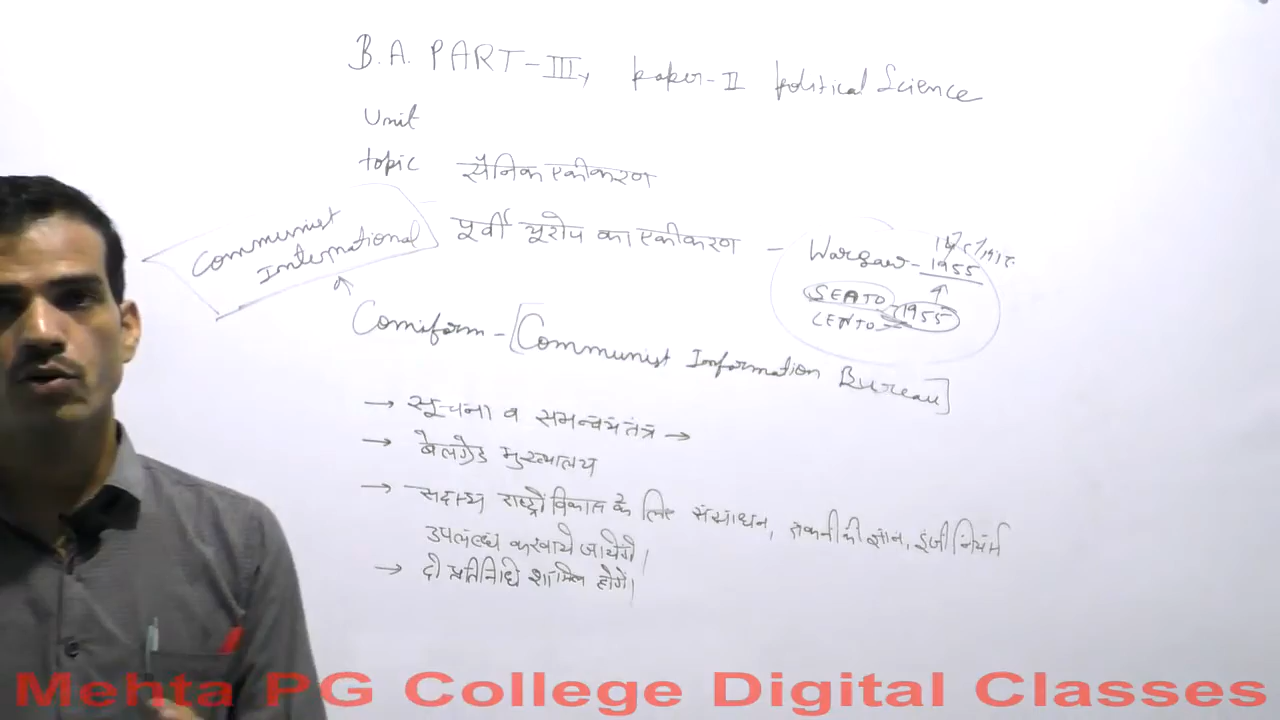 B.A. PART-III, paper-II political Science
Unit
topic सैनिक एकीकरण
पूर्वी यूरोप का एकीकरण - Warsaw - 1955
SEATO
CENTO 1955
Communist
International
Comiform - [Communist Information Bureau]
→ सूचना व समन्वय तंत्र →
→ बेलग्रेड मुख्यालय
→ सदस्य राष्ट्रों विकास के लिए संसाधन, तकनीकी ज्ञान, इंजीनियर्स
उपलब्ध करवाये जायेंगे।
→ दो प्रतिनिधि शामिल होगें।
Mehta PG College Digital Classes